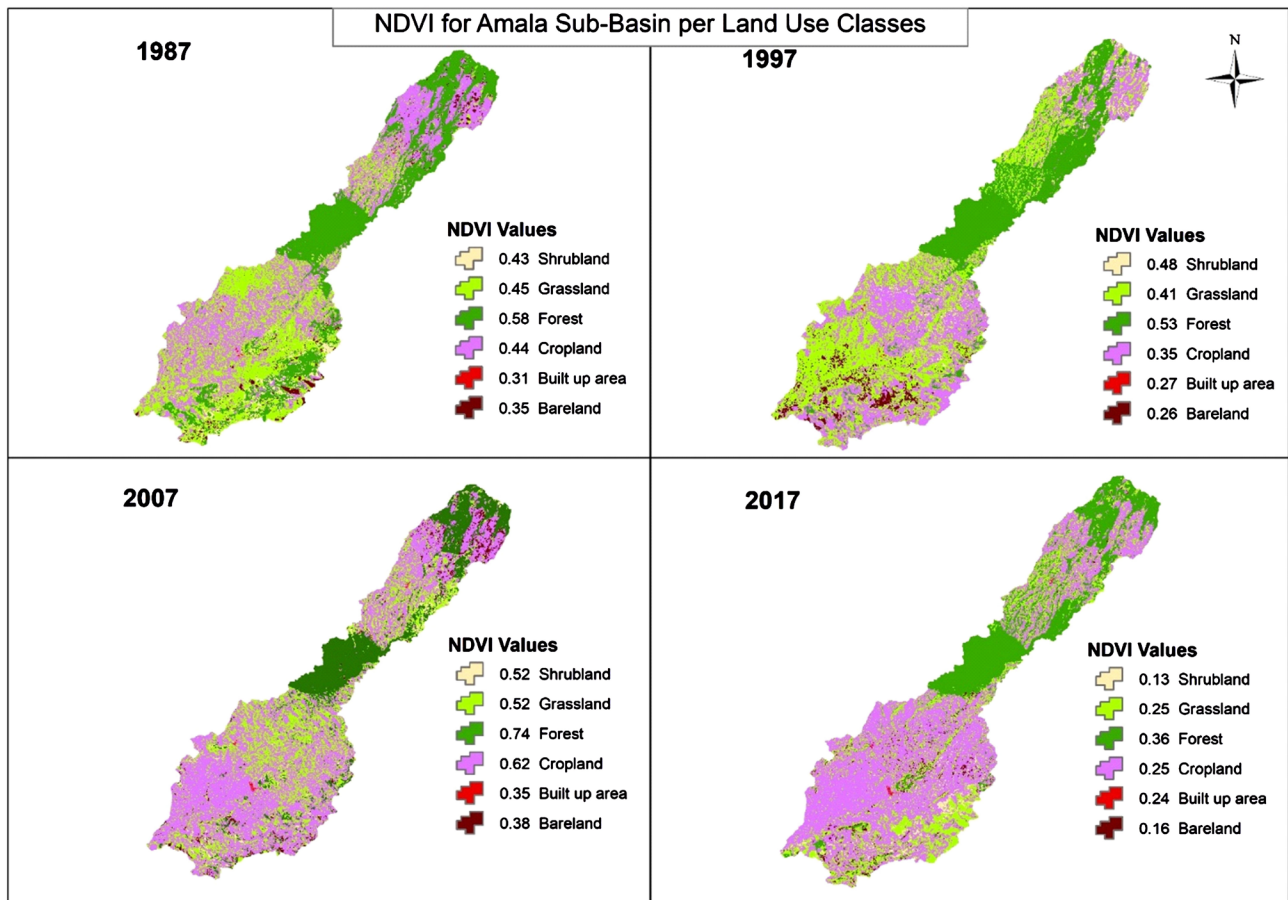 NDVI for Amala Sub-Basin per Land Use Classes
1987
NDVI Values
0.43 Shrubland
0.45 Grassland
0.58 Forest
0.44 Cropland
0.31 Built up area
0.35 Bareland
1997
N
NDVI Values
0.48 Shrubland
0.41 Grassland
0.53 Forest
0.35 Cropland
0.27 Built up area
0.26 Bareland
2007
NDVI Values
0.52 Shrubland
0.52 Grassland
0.74 Forest
0.62 Cropland
0.35 Built up area
0.38 Bareland
2017
NDVI Values
0.13 Shrubland
0.25 Grassland
0.36 Forest
0.25 Cropland
0.24 Built up area
0.16 Bareland